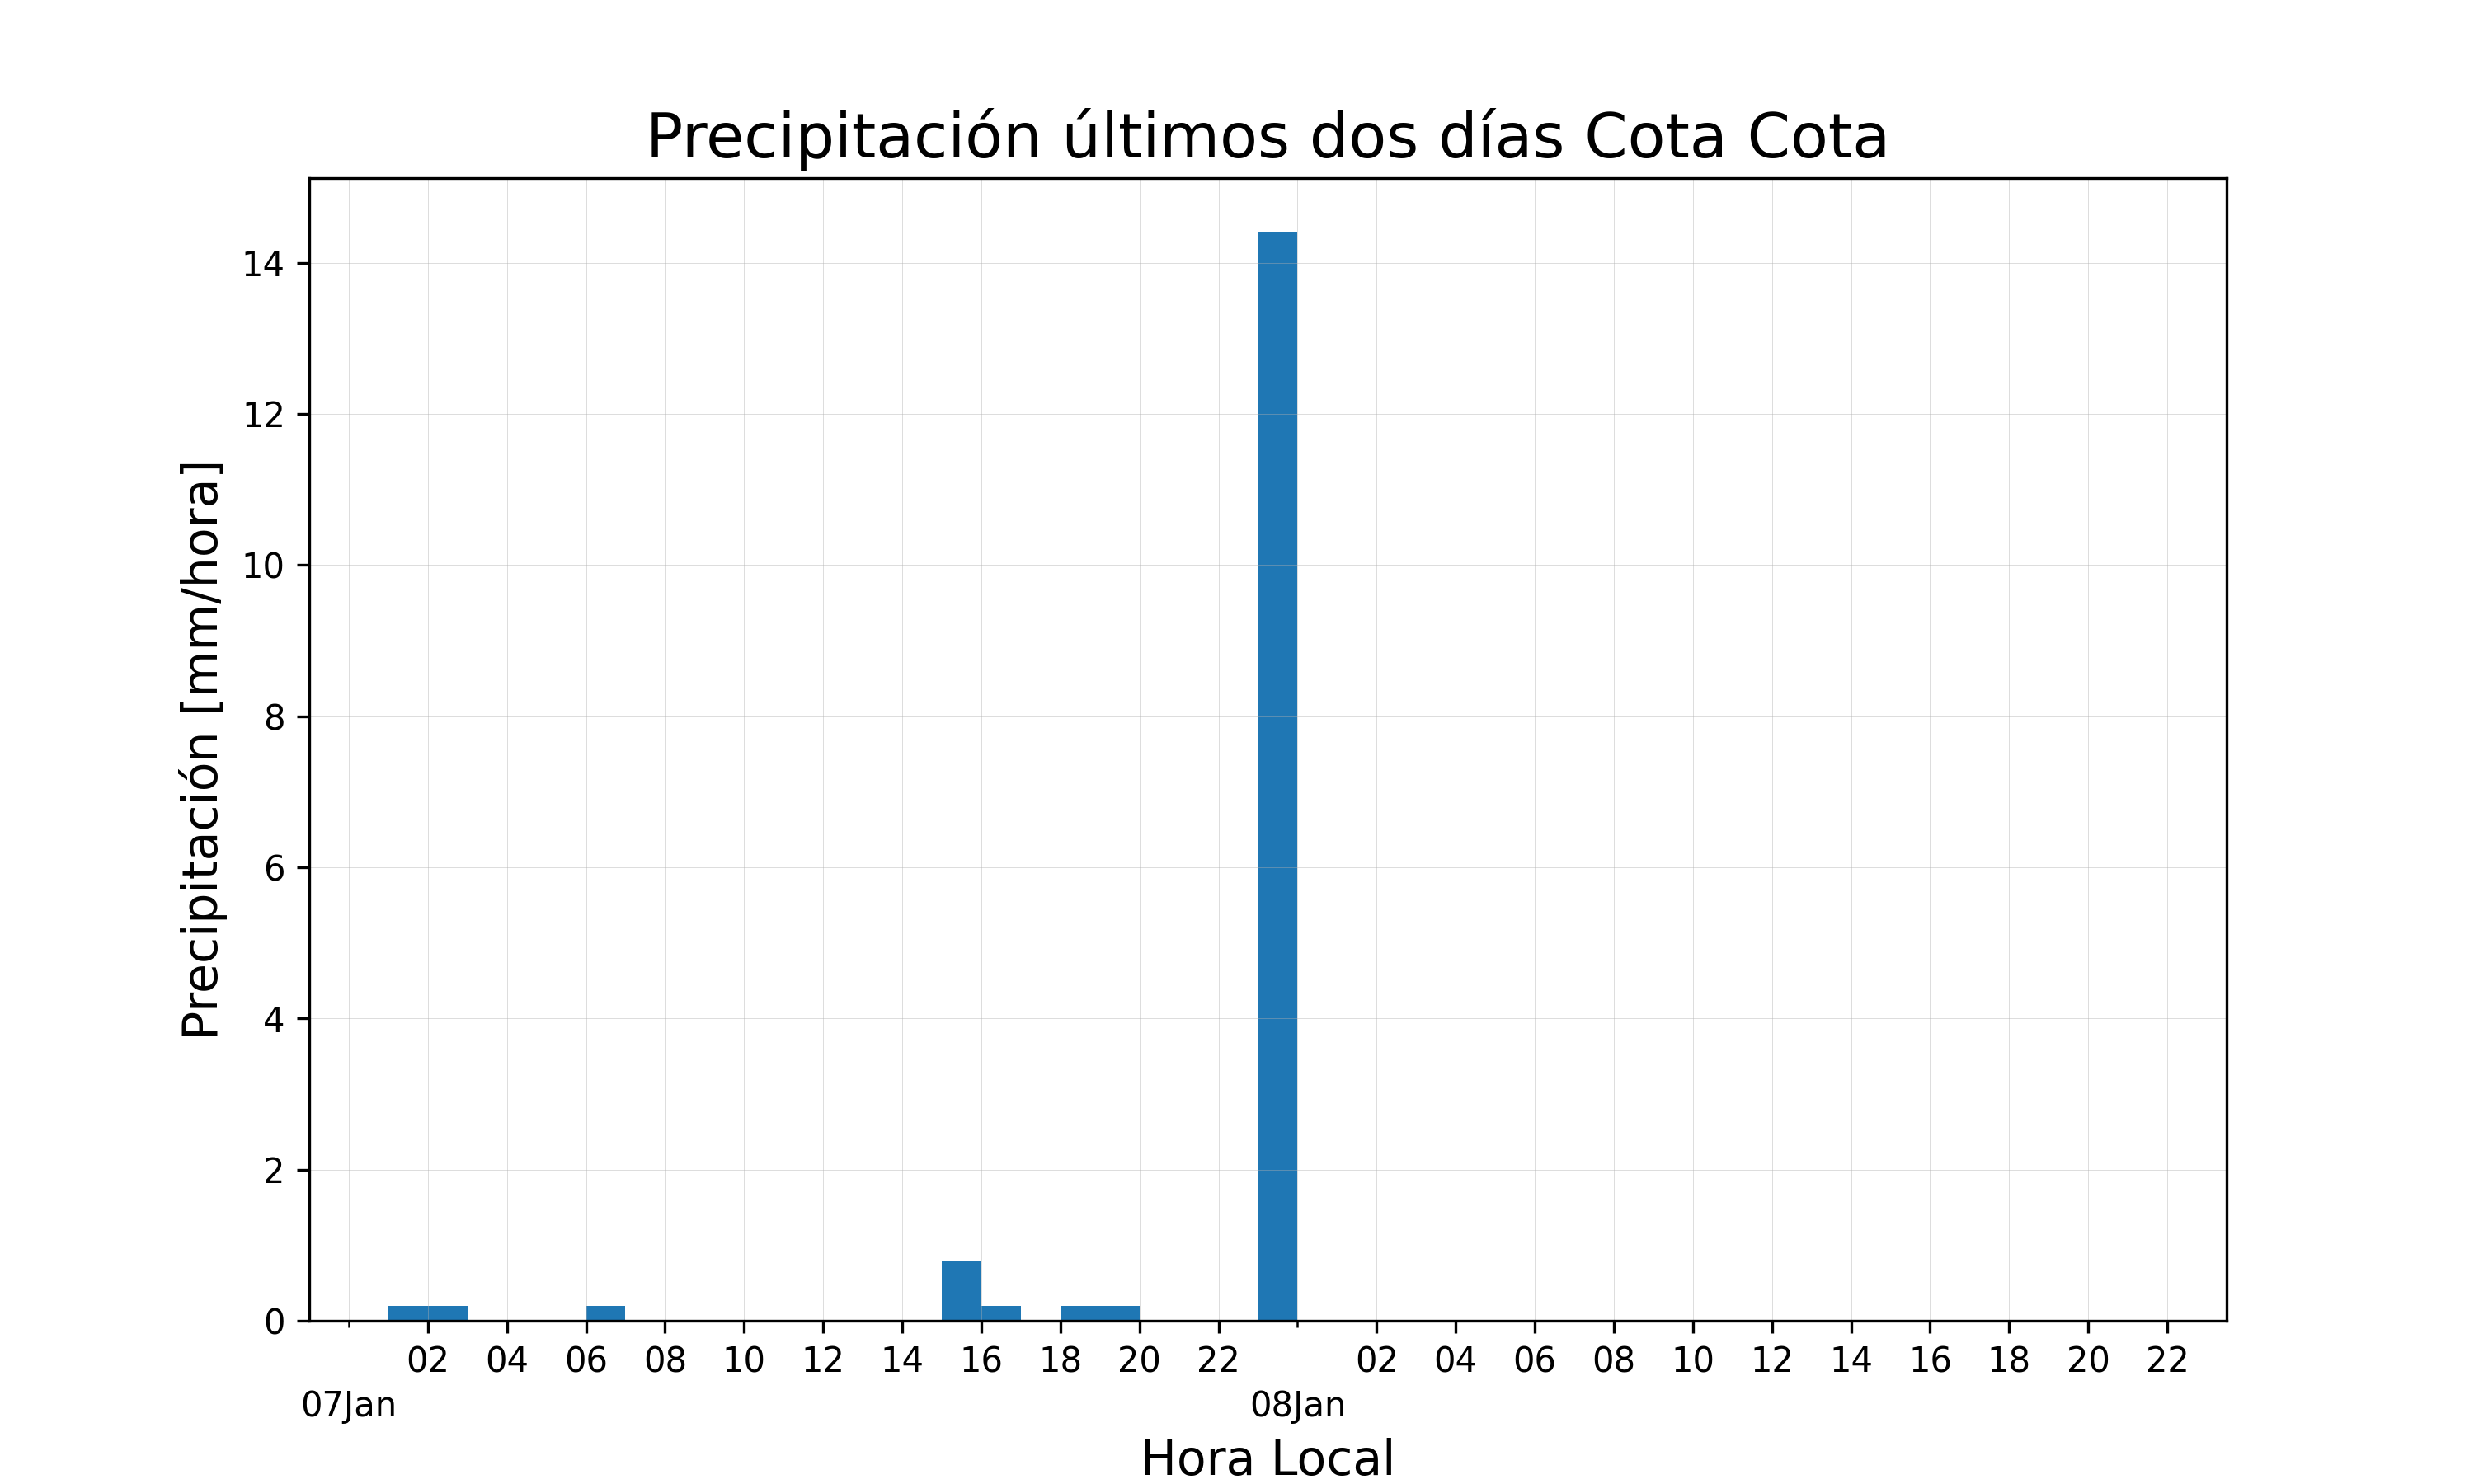 Precipitación últimos dos días Cota Cota
Precipitación [mm/hora]
14
12
10
8
6
4
2
0
02 04 06 08 10 12 14 16 18 20 22 02 04 06 08 10 12 14 16 18 20 22
07Jan 08Jan
Hora Local